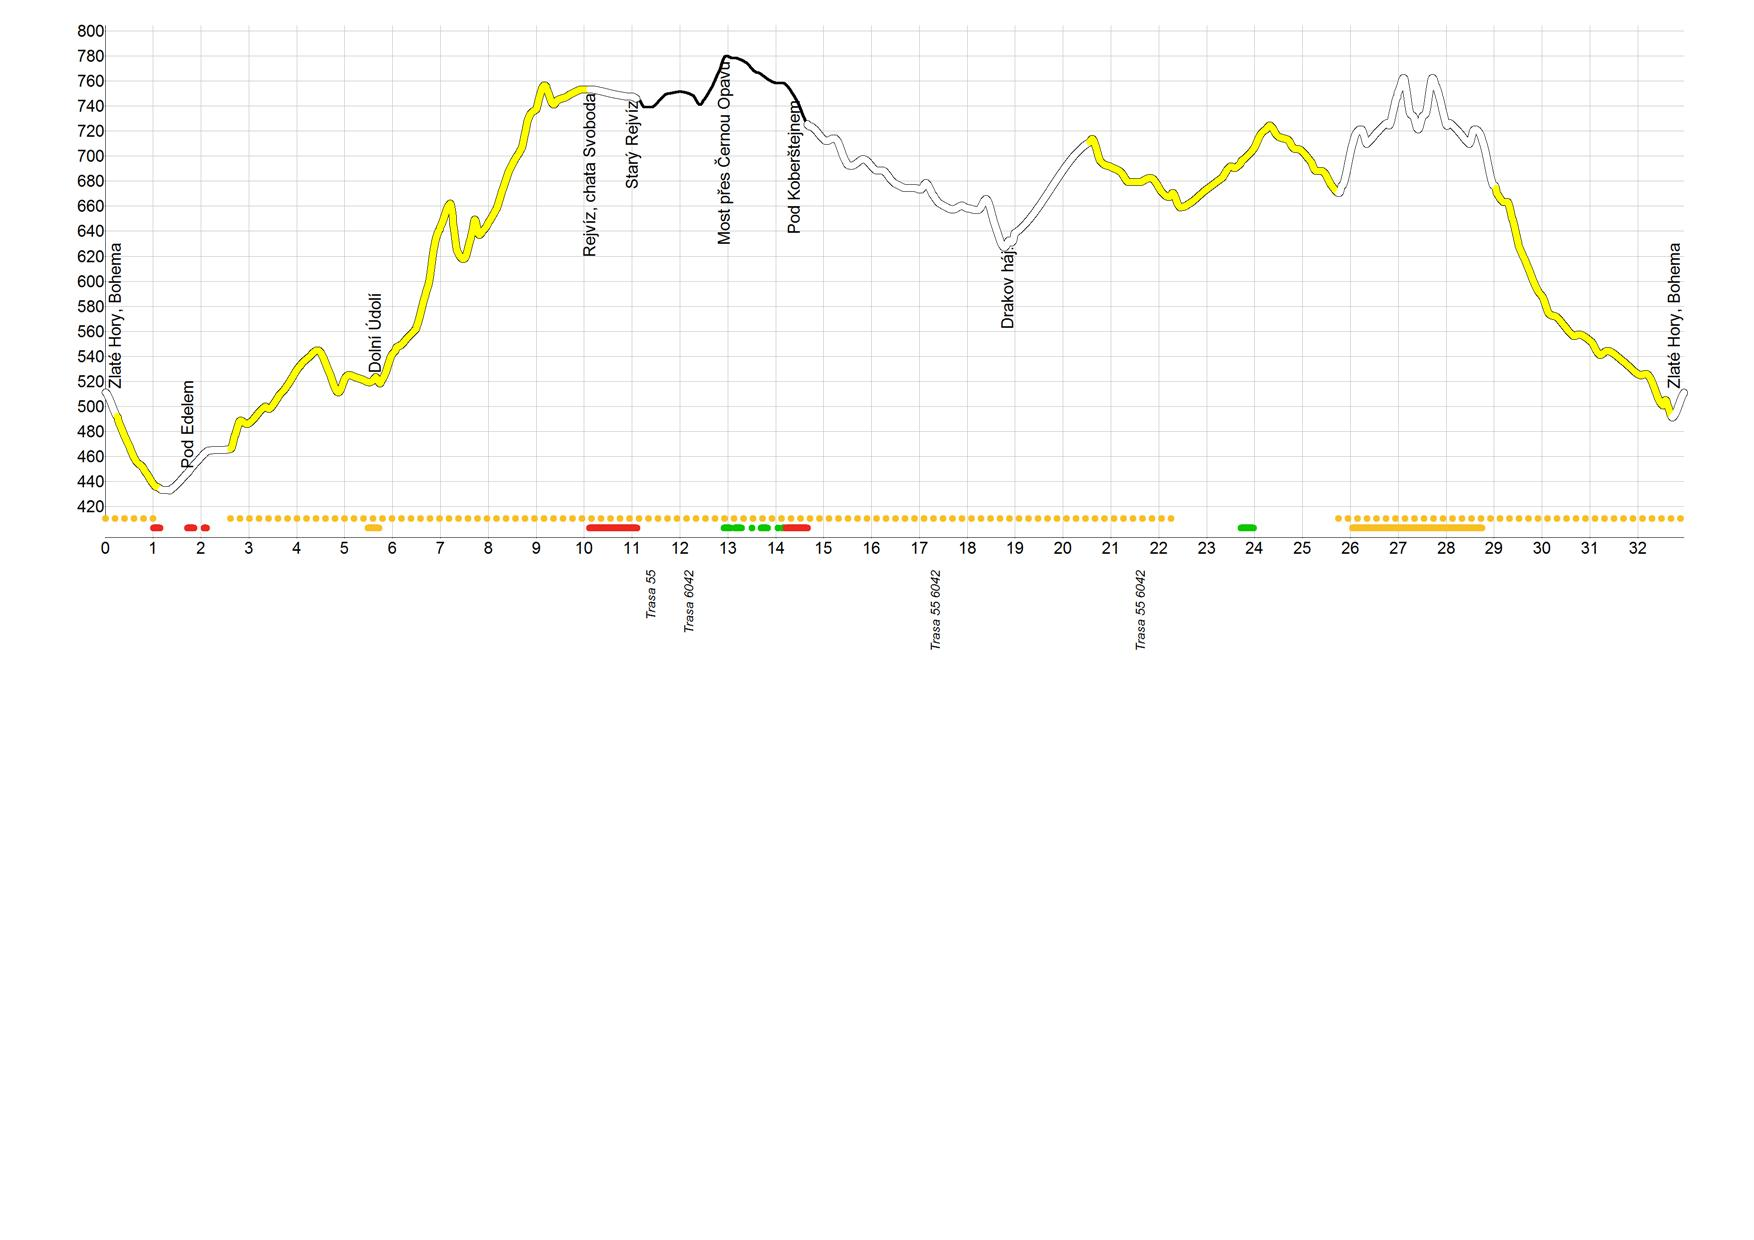 800
780
760
740
720
700
680
660
640
620
600
580
560
540
520
500
480
460
440
420
Zlaté Hory, Bohema
Pod Edelem
Dolní Údolí
Rejvíz, chata Svoboda
Starý Rejvíz
Most přes Černou Opavu
Pod Koberštejnem
Drakov háj.
Zlaté Hory, Bohema
0 1 2 3 4 5 6 7 8 9 10 11 12 13 14 15 16 17 18 19 20 21 22 23 24 25 26 27 28 29 30 31 32
Trasa 55
Trasa 6042
Trasa 55 6042
Trasa 55 6042